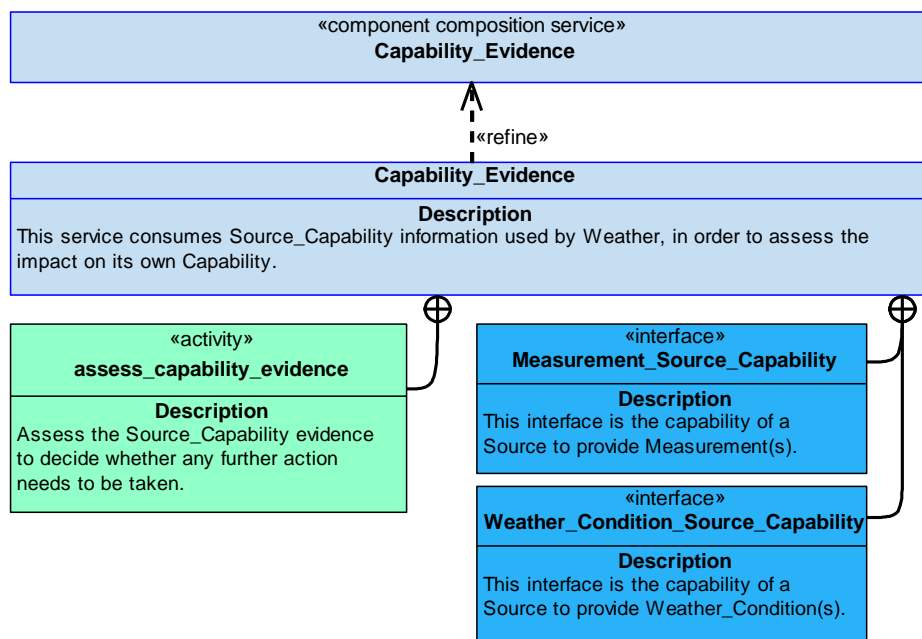 «component composition service»
Capability_Evidence
«refine»
Capability_Evidence
Description
This service consumes Source_Capability information used by Weather, in order to assess the
impact on its own Capability.
«activity»
assess_capability_evidence
Description
Assess the Source_Capability evidence
to decide whether any further action
needs to be taken.
«interface»
Measurement_Source_Capability
Description
This interface is the capability of a
Source to provide Measurement(s).
«interface»
Weather_Condition_Source_Capability
Description
This interface is the capability of a
Source to provide Weather_Condition(s).